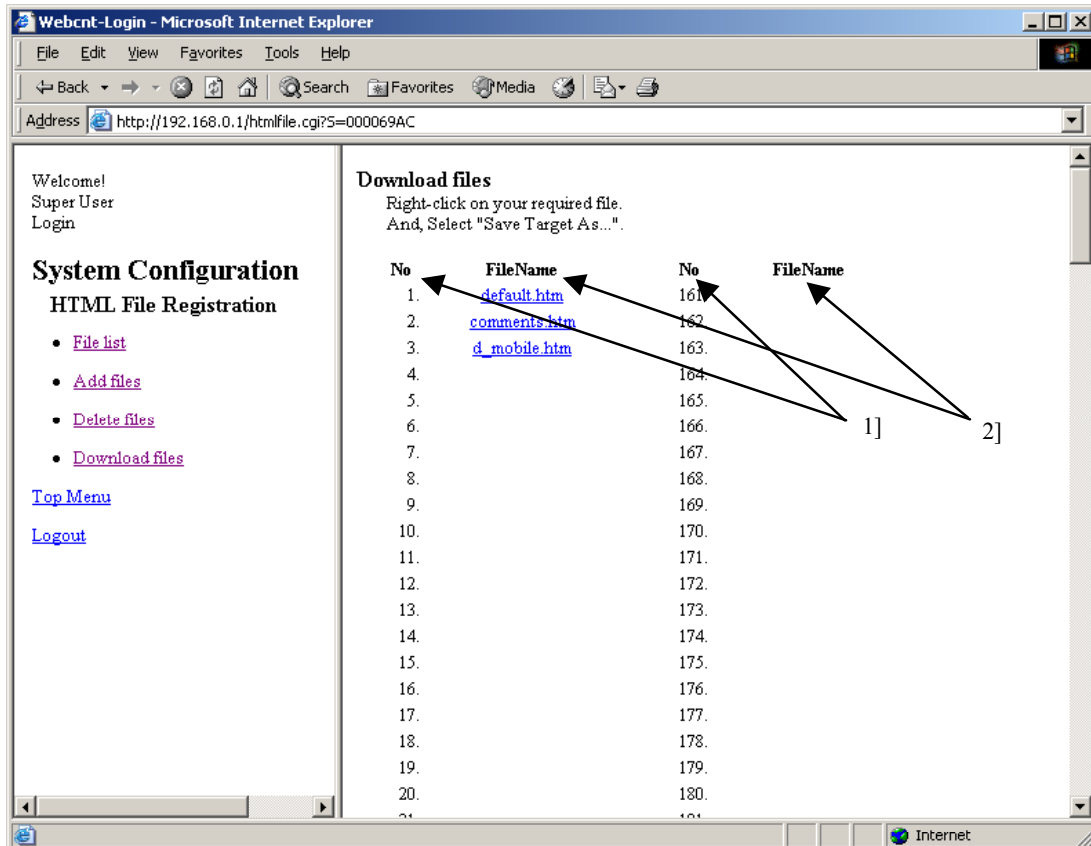 Webcnt-Login - Microsoft Internet Explorer
File Edit View Favorites Tools Help
Back Search Favorites Media
Address http://192.168.0.1/htmlfile.cgi?S=000069AC
Welcome!
Super User
Login
System Configuration
HTML File Registration
File list
Add files
Delete files
Download files
Top Menu
Logout
Download files
Right-click on your required file.
And, Select "Save Target As...".
No FileName No FileName
1. default.htm 161.
2. comments.htm 162.
3. d_mobile.htm 163.
4. 164.
5. 165.
6. 166.
7. 167.
8. 168.
9. 169.
10. 170.
11. 171.
12. 172.
13. 173.
14. 174.
15. 175.
16. 176.
17. 177.
18. 178.
19. 179.
20. 180.
1]
2]
Internet